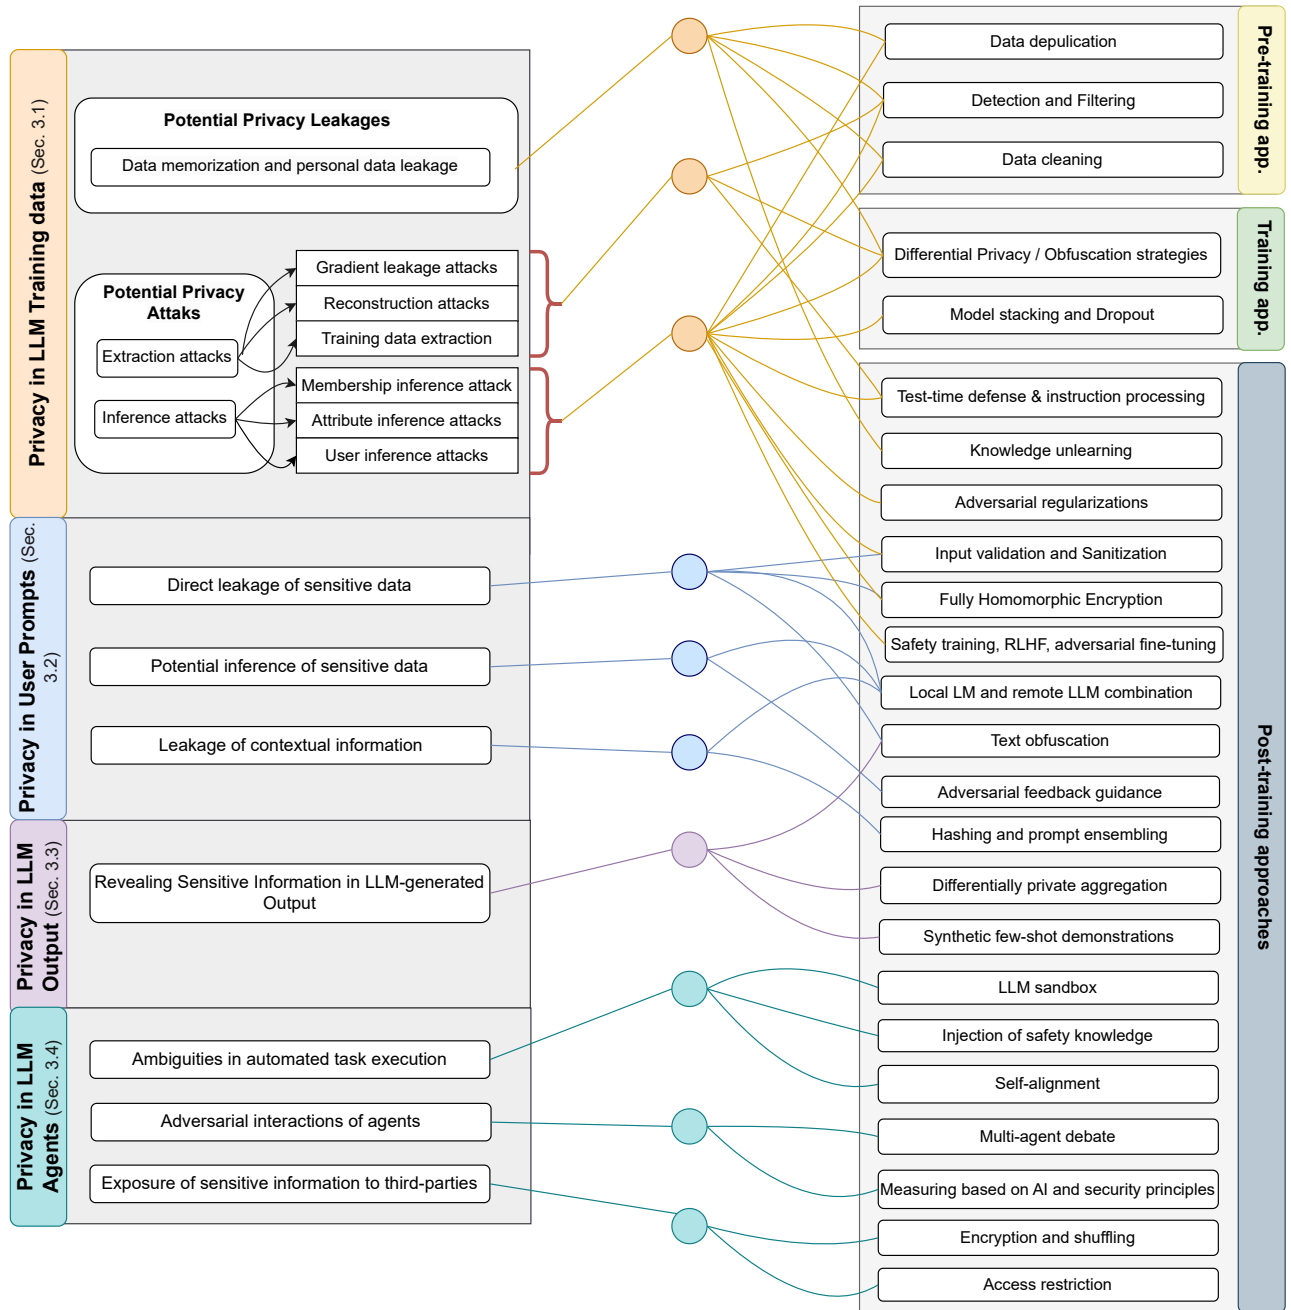 Privacy in LLM Training data (Sec. 3.1)
Potential Privacy Leakages
Data memorization and personal data leakage
Potential Privacy
Attaks
Extraction attacks
Inference attacks
Gradient leakage attacks
Reconstruction attacks
Training data extraction
Membership inference attack
Attribute inference attacks
User inference attacks
Privacy in User Prompts (Sec.
3.2)
Direct leakage of sensitive data
Potential inference of sensitive data
Leakage of contextual information
Privacy in LLM
Output (Sec. 3.3)
Revealing Sensitive Information in LLM-generated
Output
Privacy in LLM
Agents (Sec. 3.4)
Ambiguities in automated task execution
Adversarial interactions of agents
Exposure of sensitive information to third-parties
Pre-training app.
Data depulication
Detection and Filtering
Data cleaning
Training app.
Differential Privacy / Obfuscation strategies
Model stacking and Dropout
Post-training approaches
Test-time defense & instruction processing
Knowledge unlearning
Adversarial regularizations
Input validation and Sanitization
Fully Homomorphic Encryption
Safety training, RLHF, adversarial fine-tuning
Local LM and remote LLM combination
Text obfuscation
Adversarial feedback guidance
Hashing and prompt ensembling
Differentially private aggregation
Synthetic few-shot demonstrations
LLM sandbox
Injection of safety knowledge
Self-alignment
Multi-agent debate
Measuring based on AI and security principles
Encryption and shuffling
Access restriction